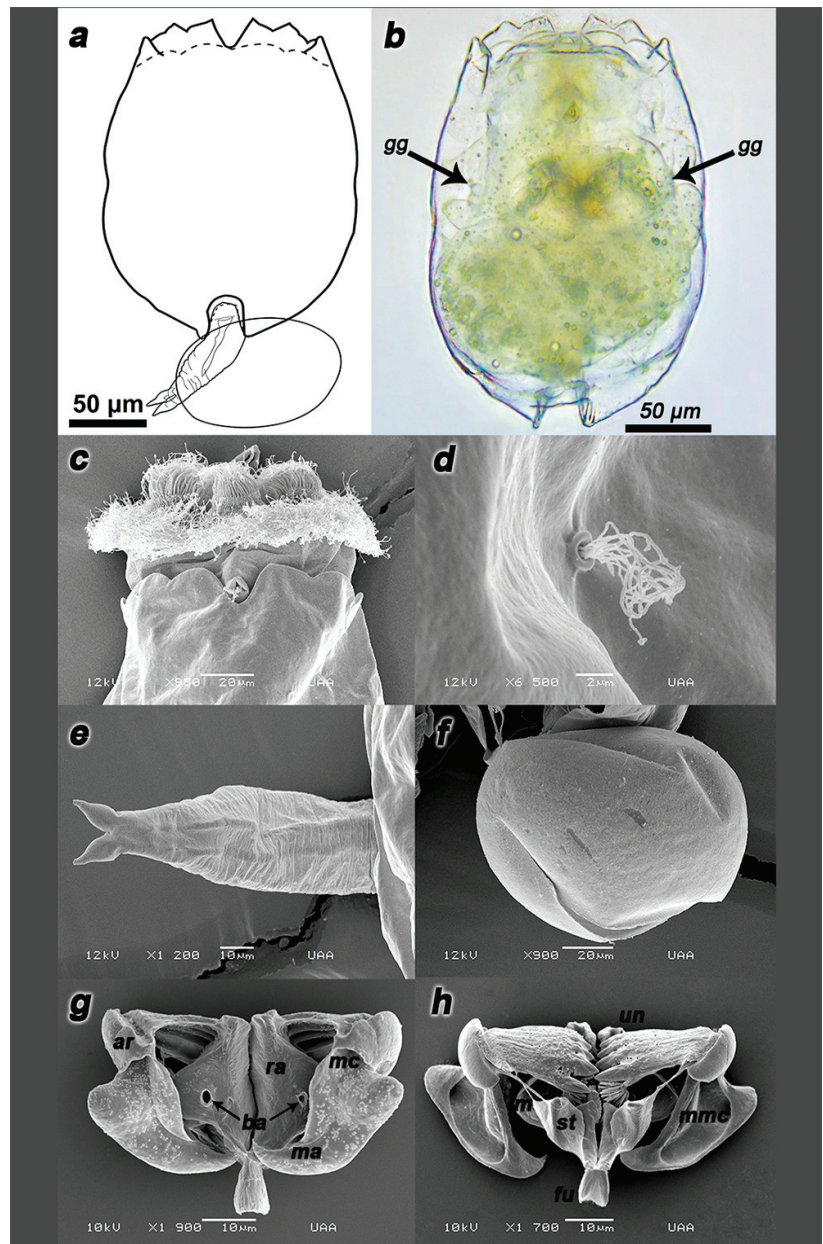 a
50 µm
b
gg
gg
50 µm
c
12kV X950 20µm UAA
d
12kV X6 500 2µm UAA
e
12kV X1 200 10µm UAA
f
12kV X900 20µm UAA
g
ar
ra
mc
ba
ma
10kV X1 900 10µm UAA
h
un
m
st
mmc
fu
10kV X1 700 10µm UAA